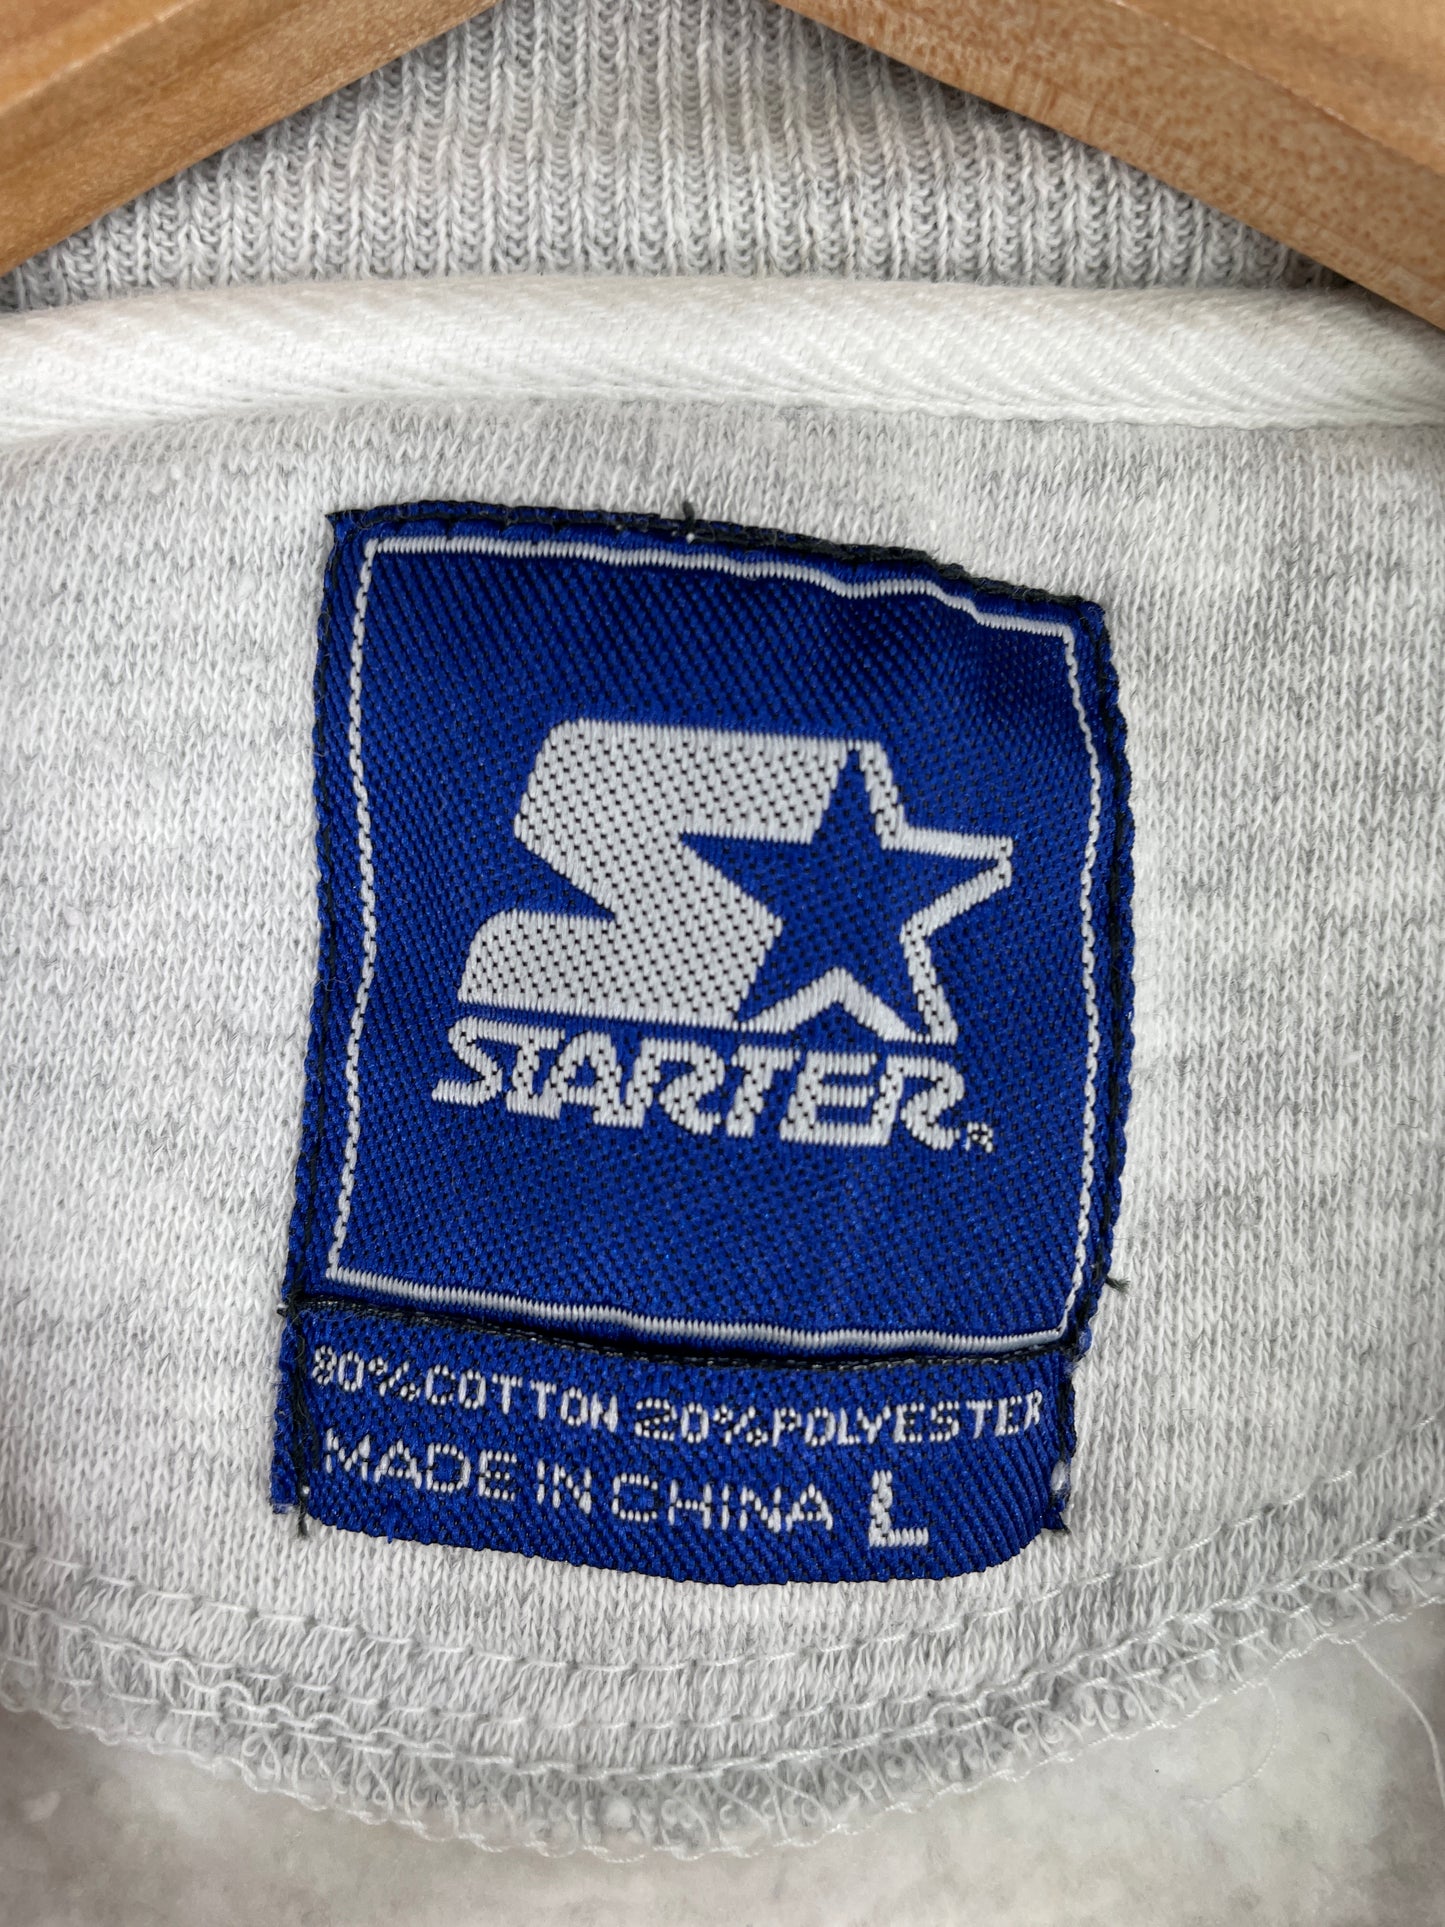 STARTER®
80%COTTON 20%POLYESTER
MADE IN CHINA L